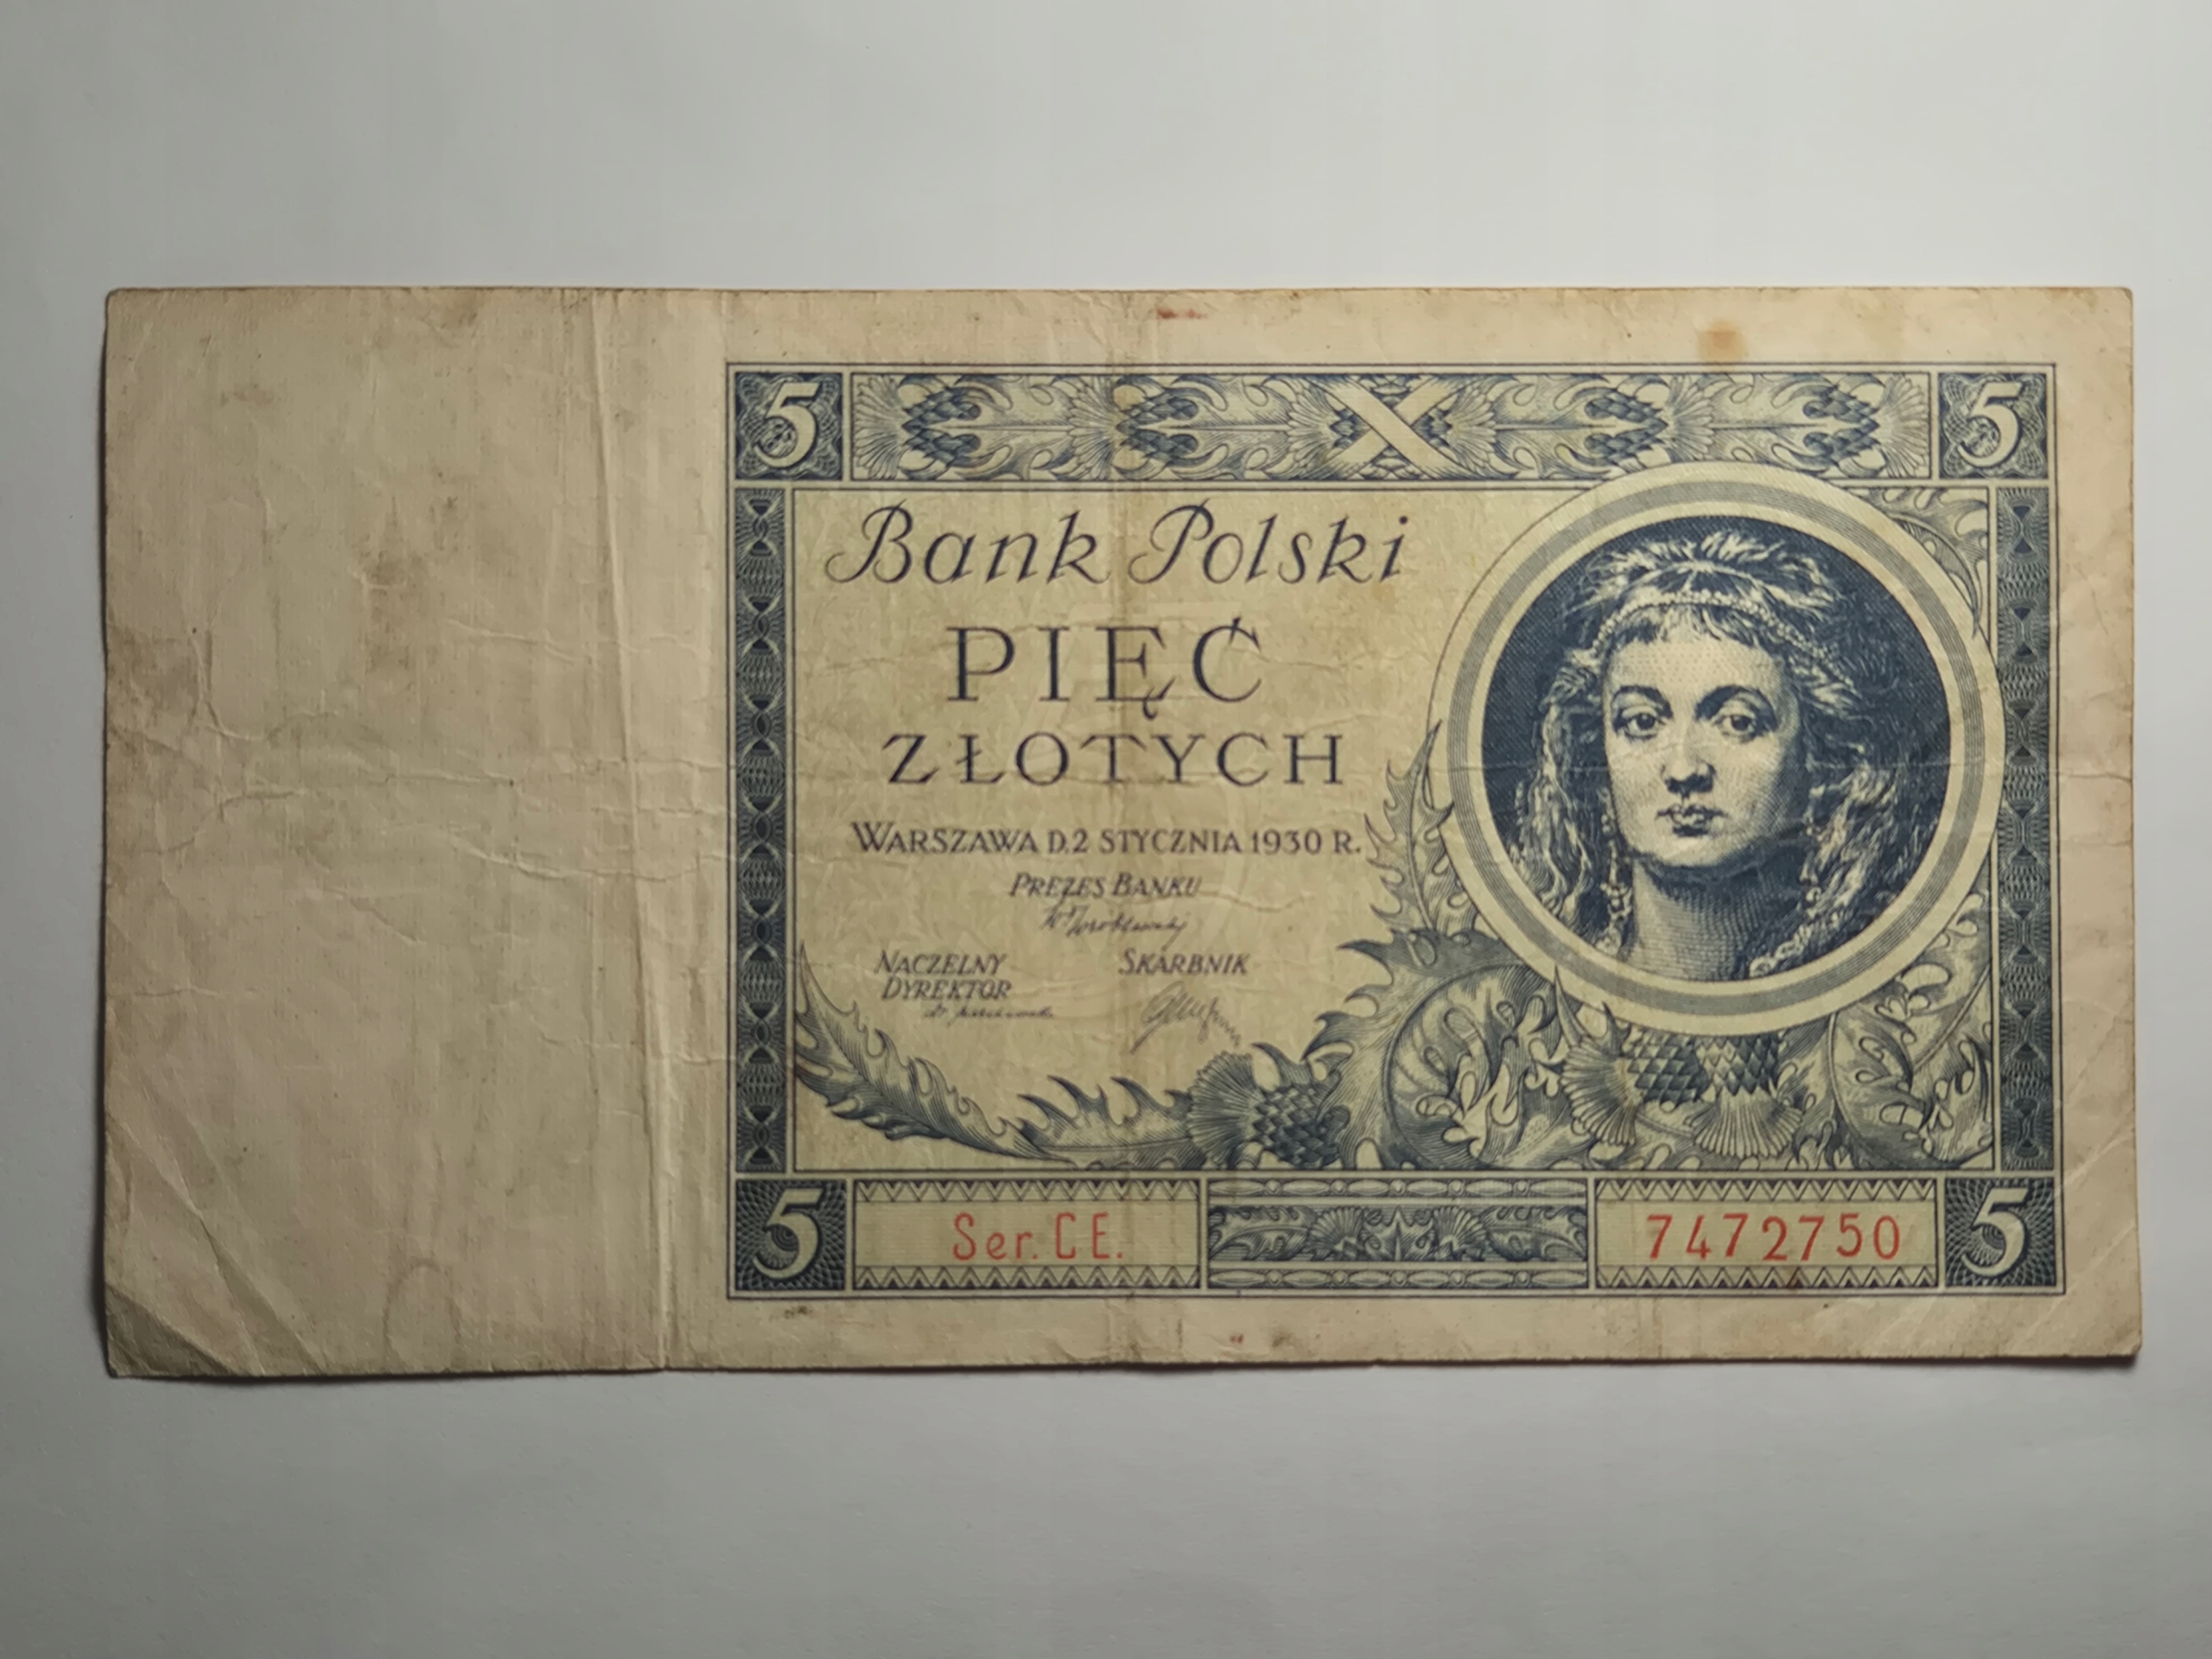 5 5
Bank Polski
PIĘĆ
ZŁOTYCH
WARSZAWA D.2 STYCZNIA 1930 R.
PREZES BANKU
NACZELNY SKARBNIK
DYREKTOR
5 Ser. CE. 7472750 5